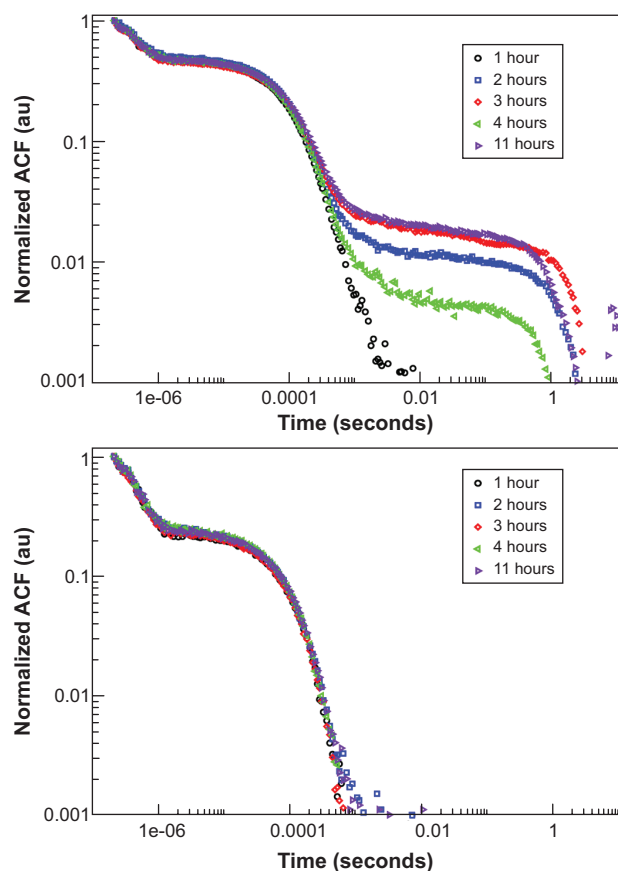 1
0.1
0.01
0.001
Normalized ACF (au)
1e-06
0.0001
0.01
1
Time (seconds)
1 hour
2 hours
3 hours
4 hours
11 hours
1
0.1
0.01
0.001
Normalized ACF (au)
1e-06
0.0001
0.01
1
Time (seconds)
1 hour
2 hours
3 hours
4 hours
11 hours